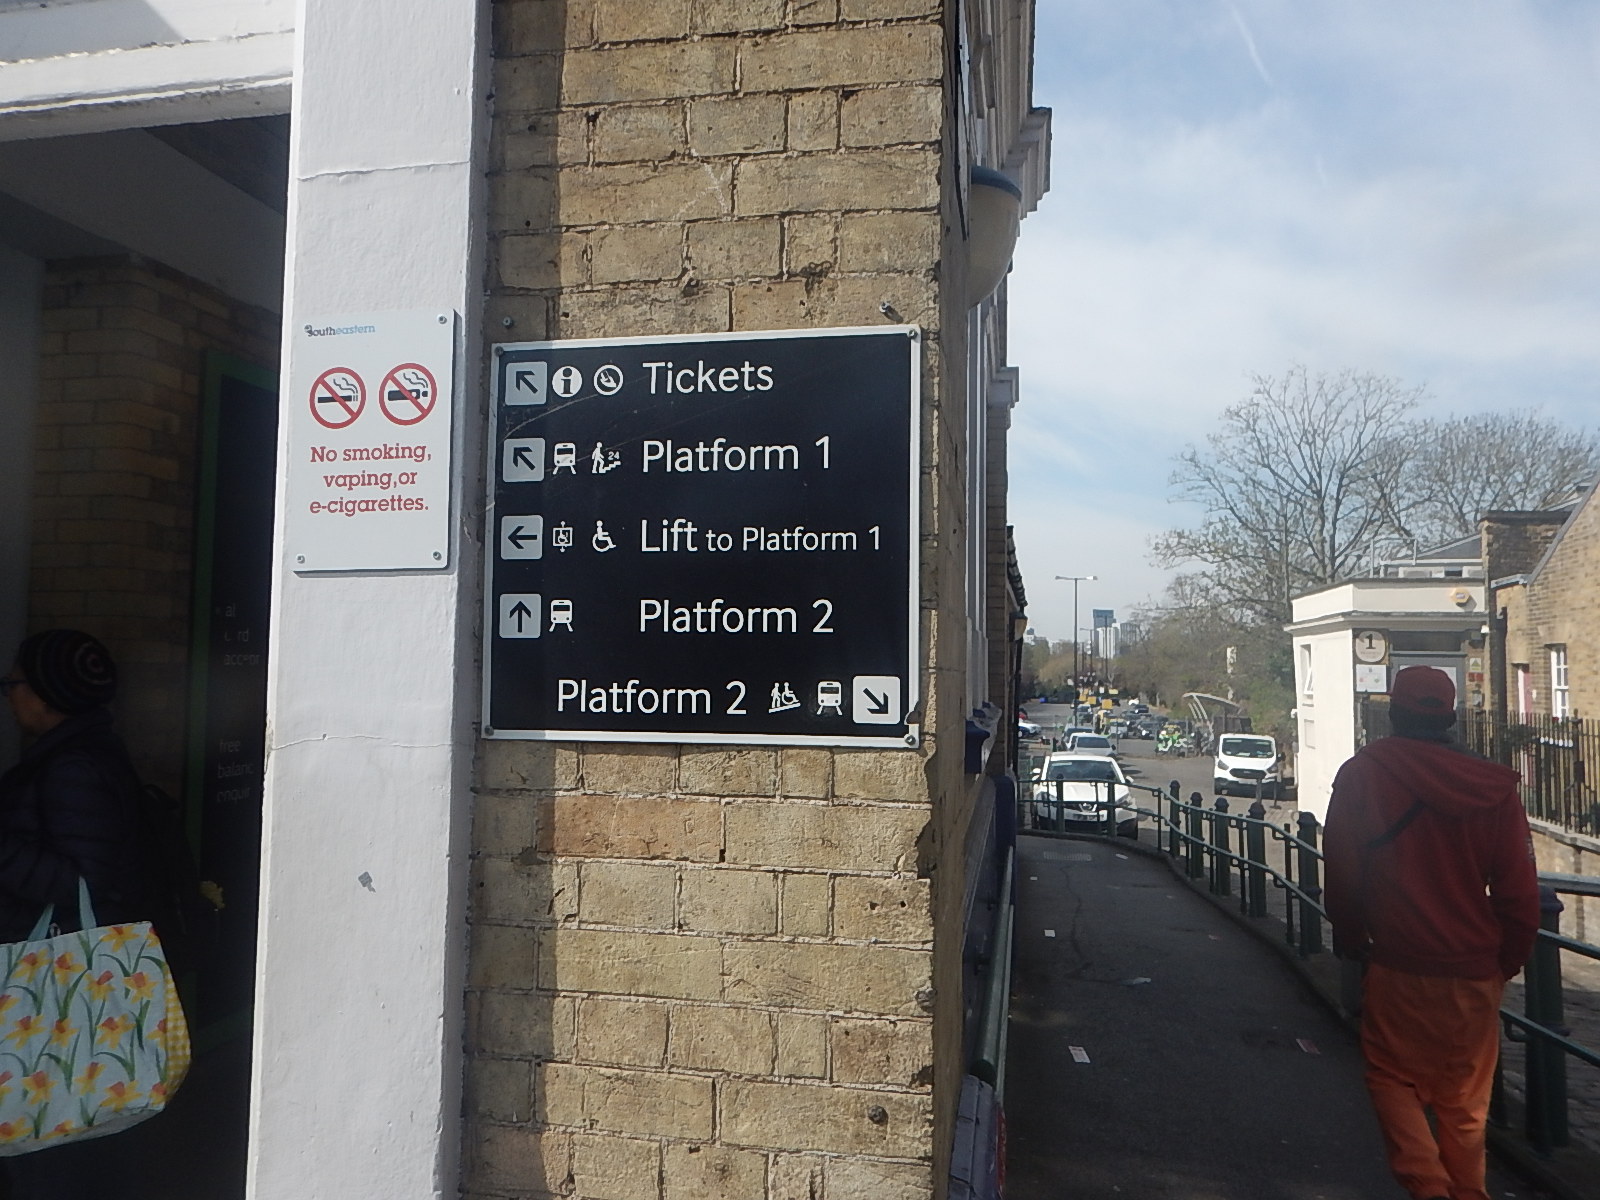 southeastern
No smoking,
vaping,or
e-cigarettes.
Tickets
24 Platform 1
Lift to Platform 1
Platform 2
Platform 2
1
free